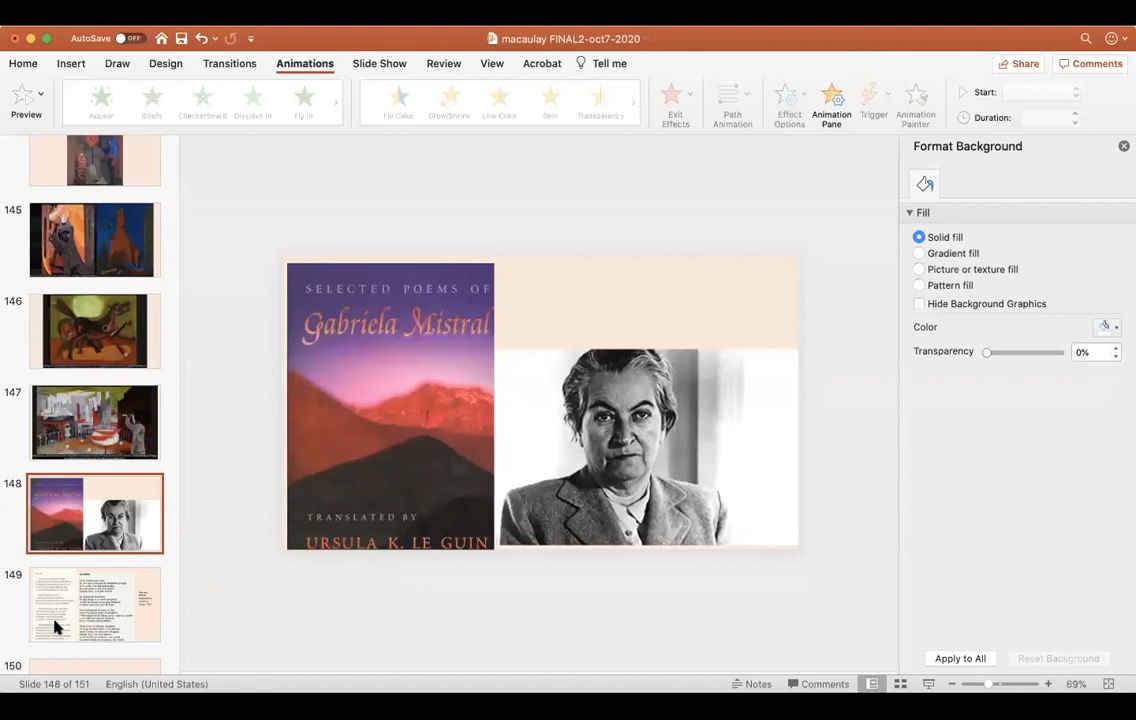 AutoSave OFF
macaulay FINAL2-oct7-2020
Home Insert Draw Design Transitions Animations Slide Show Review View Acrobat Tell me
Share Comments
Preview
Appear Blinds Checkerboard Dissolve In Fly In
Fill Color Grow/Shrink Line Color Spin Transparency
Exit Effects
Path Animation
Effect Options
Animation Pane
Trigger
Animation Painter
Start:
Duration:
145
146
147
148
149
150
SELECTED POEMS OF
Gabriela Mistral
TRANSLATED BY
URSULA K. LE GUIN
Format Background
Fill
Solid fill
Gradient fill
Picture or texture fill
Pattern fill
Hide Background Graphics
Color
Transparency 0%
Apply to All Reset Background
Slide 148 of 151 English (United States) Notes Comments 69%